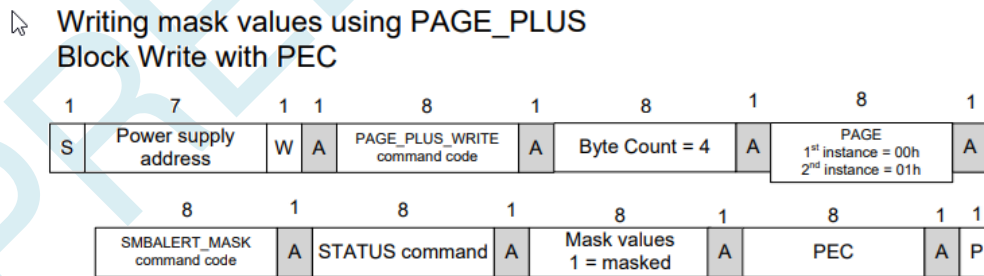 Writing mask values using PAGE_PLUS
Block Write with PEC
1 7 1 1 8 1 8 1 8 1
S Power supply address W A PAGE_PLUS_WRITE command code A Byte Count = 4 A PAGE 1st instance = 00h 2nd instance = 01h A
8 1 8 1 8 1 8 1 1
SMBALERT_MASK command code A STATUS command A Mask values 1 = masked A PEC A P